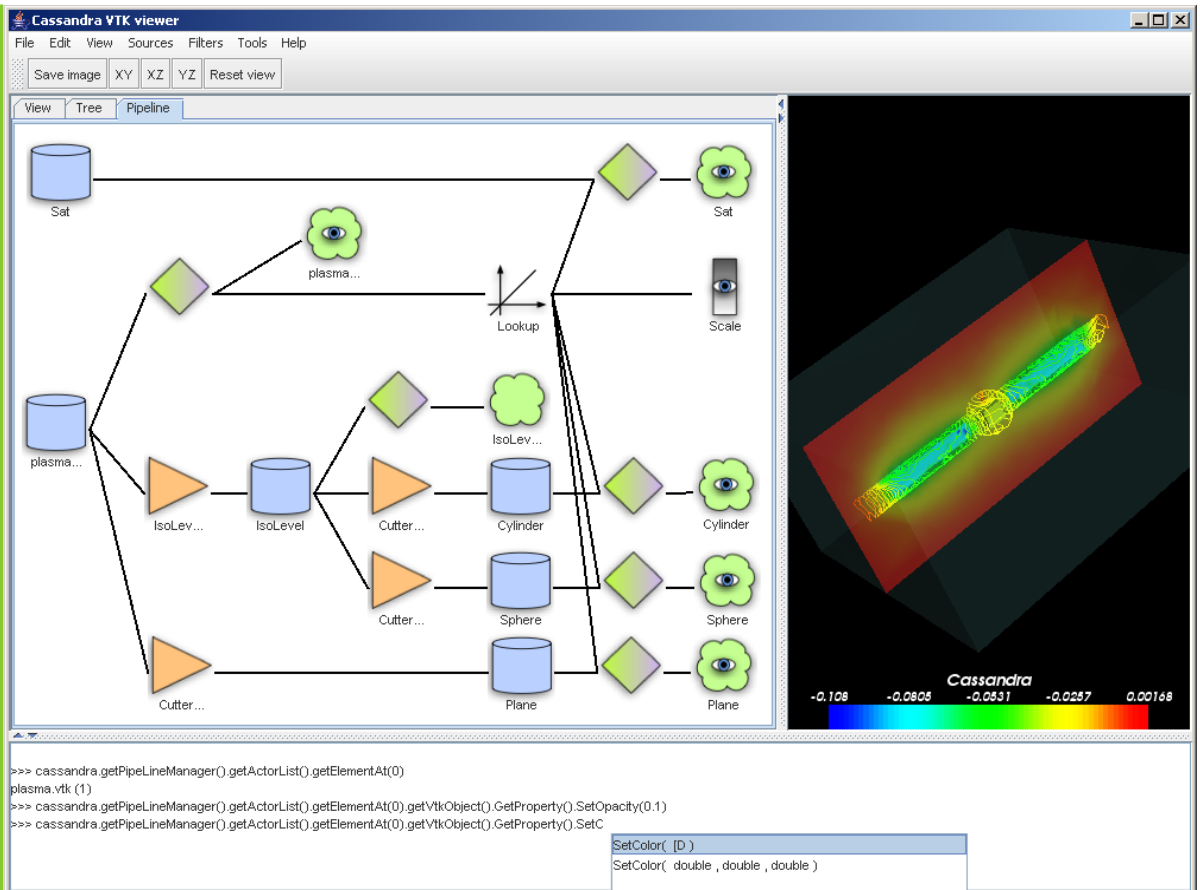 Cassandra VTK viewer
File Edit View Sources Filters Tools Help
Save image XY XZ YZ Reset view
View Tree Pipeline
Sat
Sat
plasma...
Lookup
Scale
IsoLev...
plasma...
IsoLev...
IsoLevel
Cutter...
Cylinder
Cylinder
Cutter...
Sphere
Sphere
Cutter...
Plane
Plane
Cassandra
-0.108 -0.0805 -0.0531 -0.0257 0.00168
>>> cassandra.getPipeLineManager().getActorList().getElementAt(0)
plasma.vtk (1)
>>> cassandra.getPipeLineManager().getActorList().getElementAt(0).getVtkObject().GetProperty().SetOpacity(0.1)
>>> cassandra.getPipeLineManager().getActorList().getElementAt(0).getVtkObject().GetProperty().SetC
SetColor( [D )
SetColor( double , double , double )